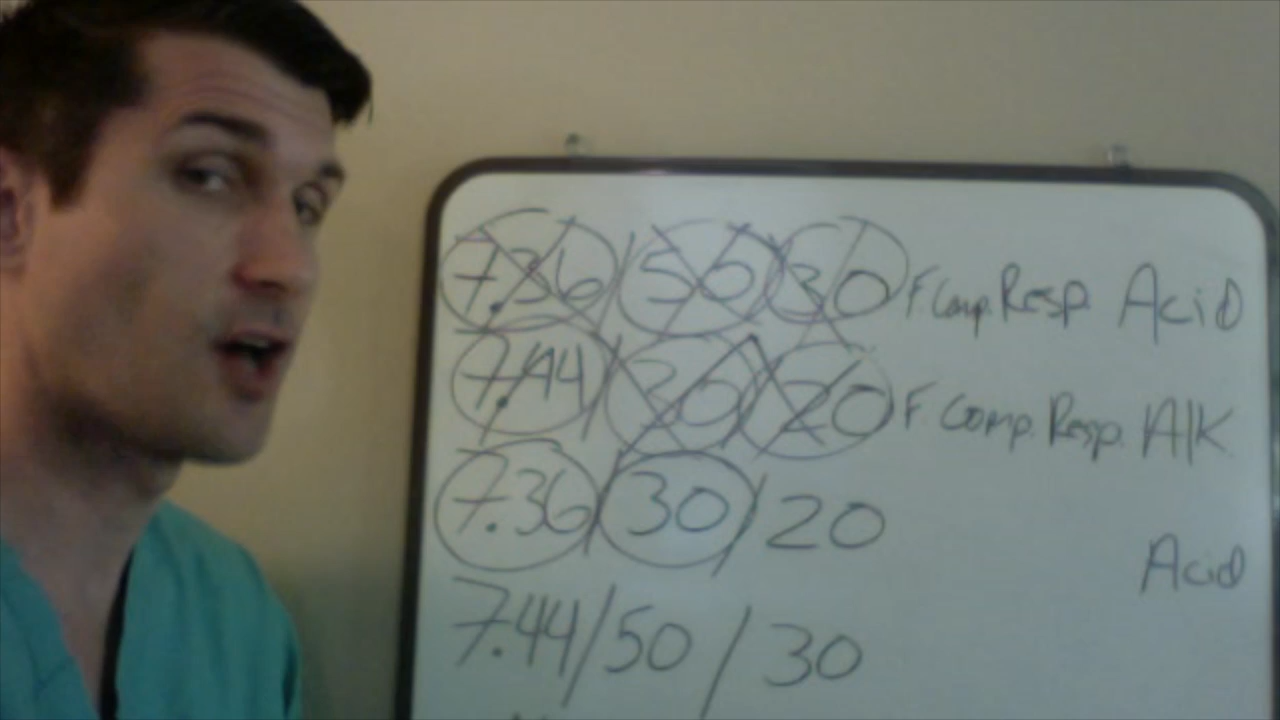 7.36/50/30 F. Comp. Resp. Acid
7.44/30/20 F. Comp. Resp. Alk
7.36/30/20 Acid
7.44/50/30